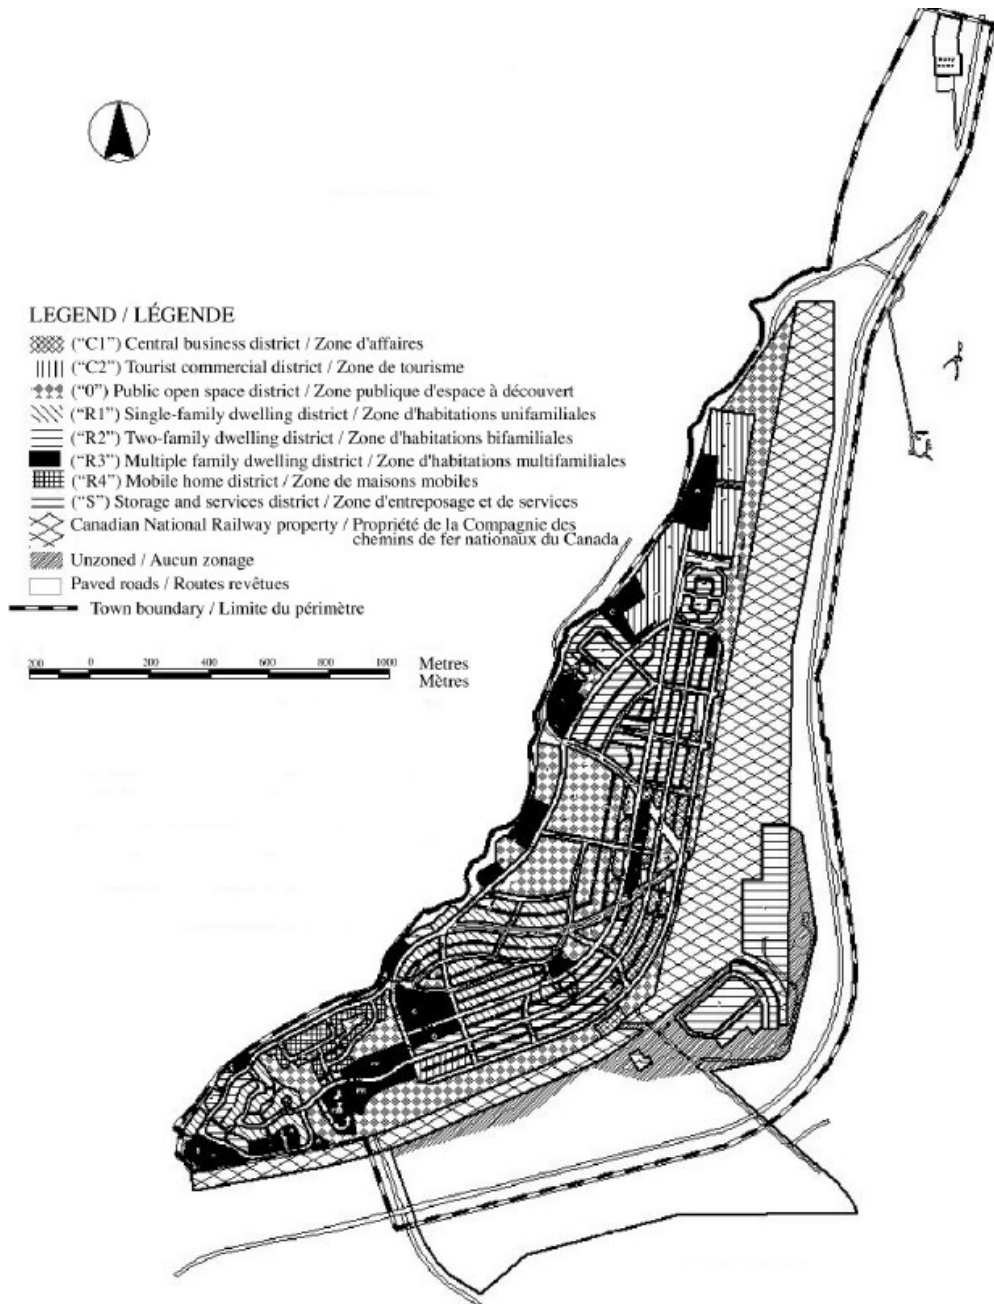 LEGEND / LÉGENDE
("C1") Central business district / Zone d'affaires
("C2") Tourist commercial district / Zone de tourisme
("0") Public open space district / Zone publique d'espace à découvert
("R1") Single-family dwelling district / Zone d'habitations unifamiliales
("R2") Two-family dwelling district / Zone d'habitations bifamiliales
("R3") Multiple family dwelling district / Zone d'habitations multifamiliales
("R4") Mobile home district / Zone de maisons mobiles
("S") Storage and services district / Zone d'entreposage et de services
Canadian National Railway property / Propriété de la Compagnie des
chemins de fer nationaux du Canada
Unzoned / Aucun zonage
Paved roads / Routes revêtues
Town boundary / Limite du périmètre
200 0 200 400 600 800 1000 Metres
Mètres